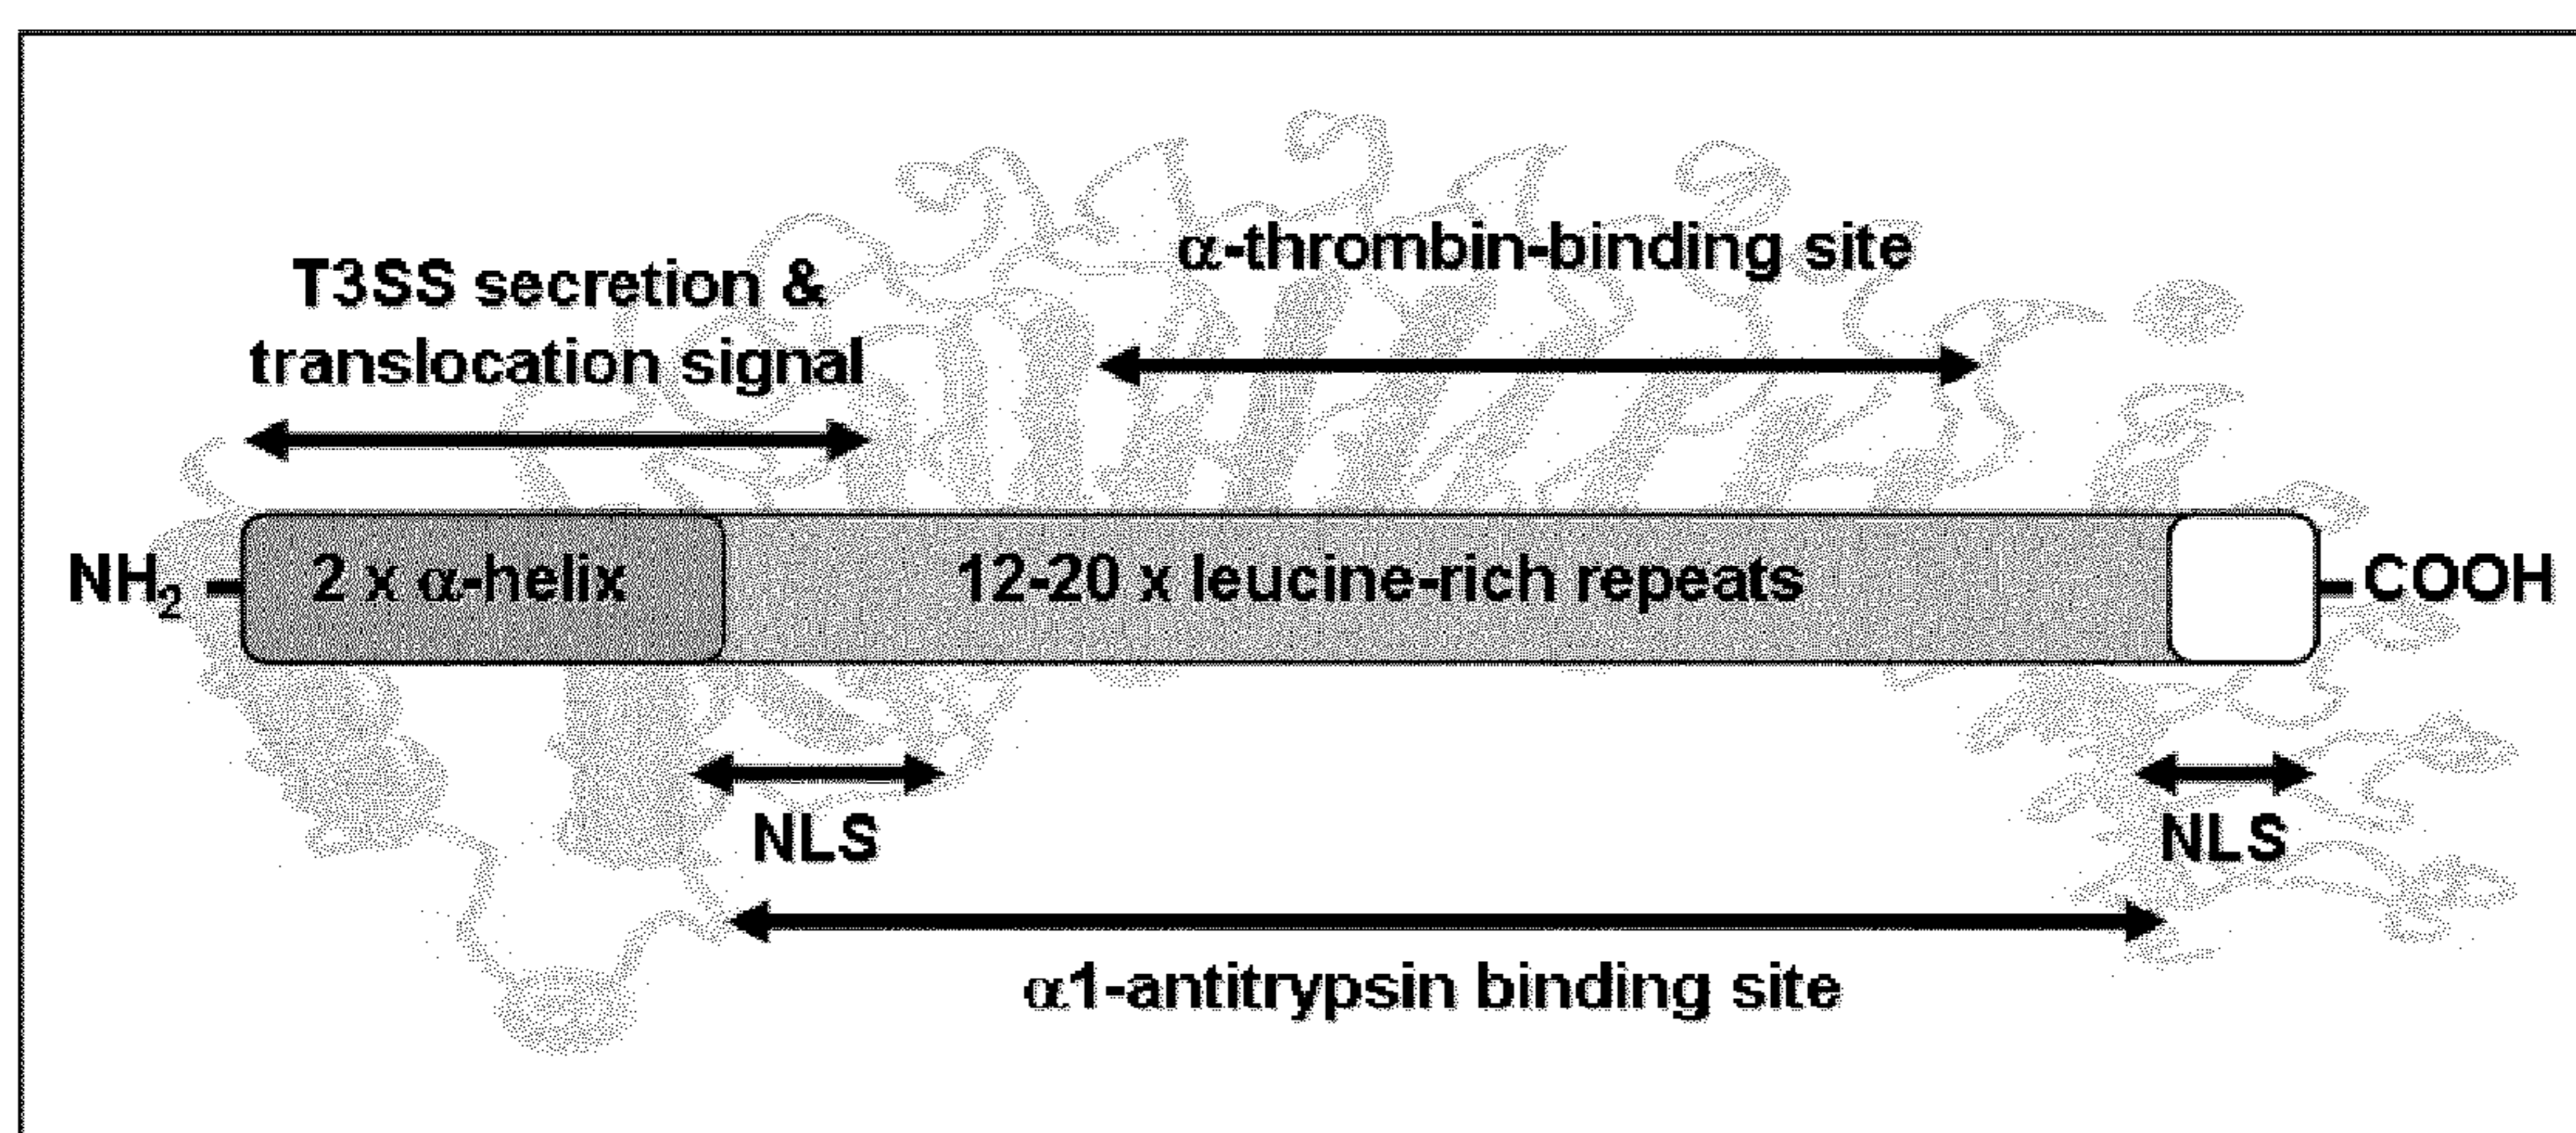 T3SS secretion &
translocation signal
α-thrombin-binding site
NH₂
2 x α-helix
12-20 x leucine-rich repeats
COOH
NLS
NLS
α1-antitrypsin binding site